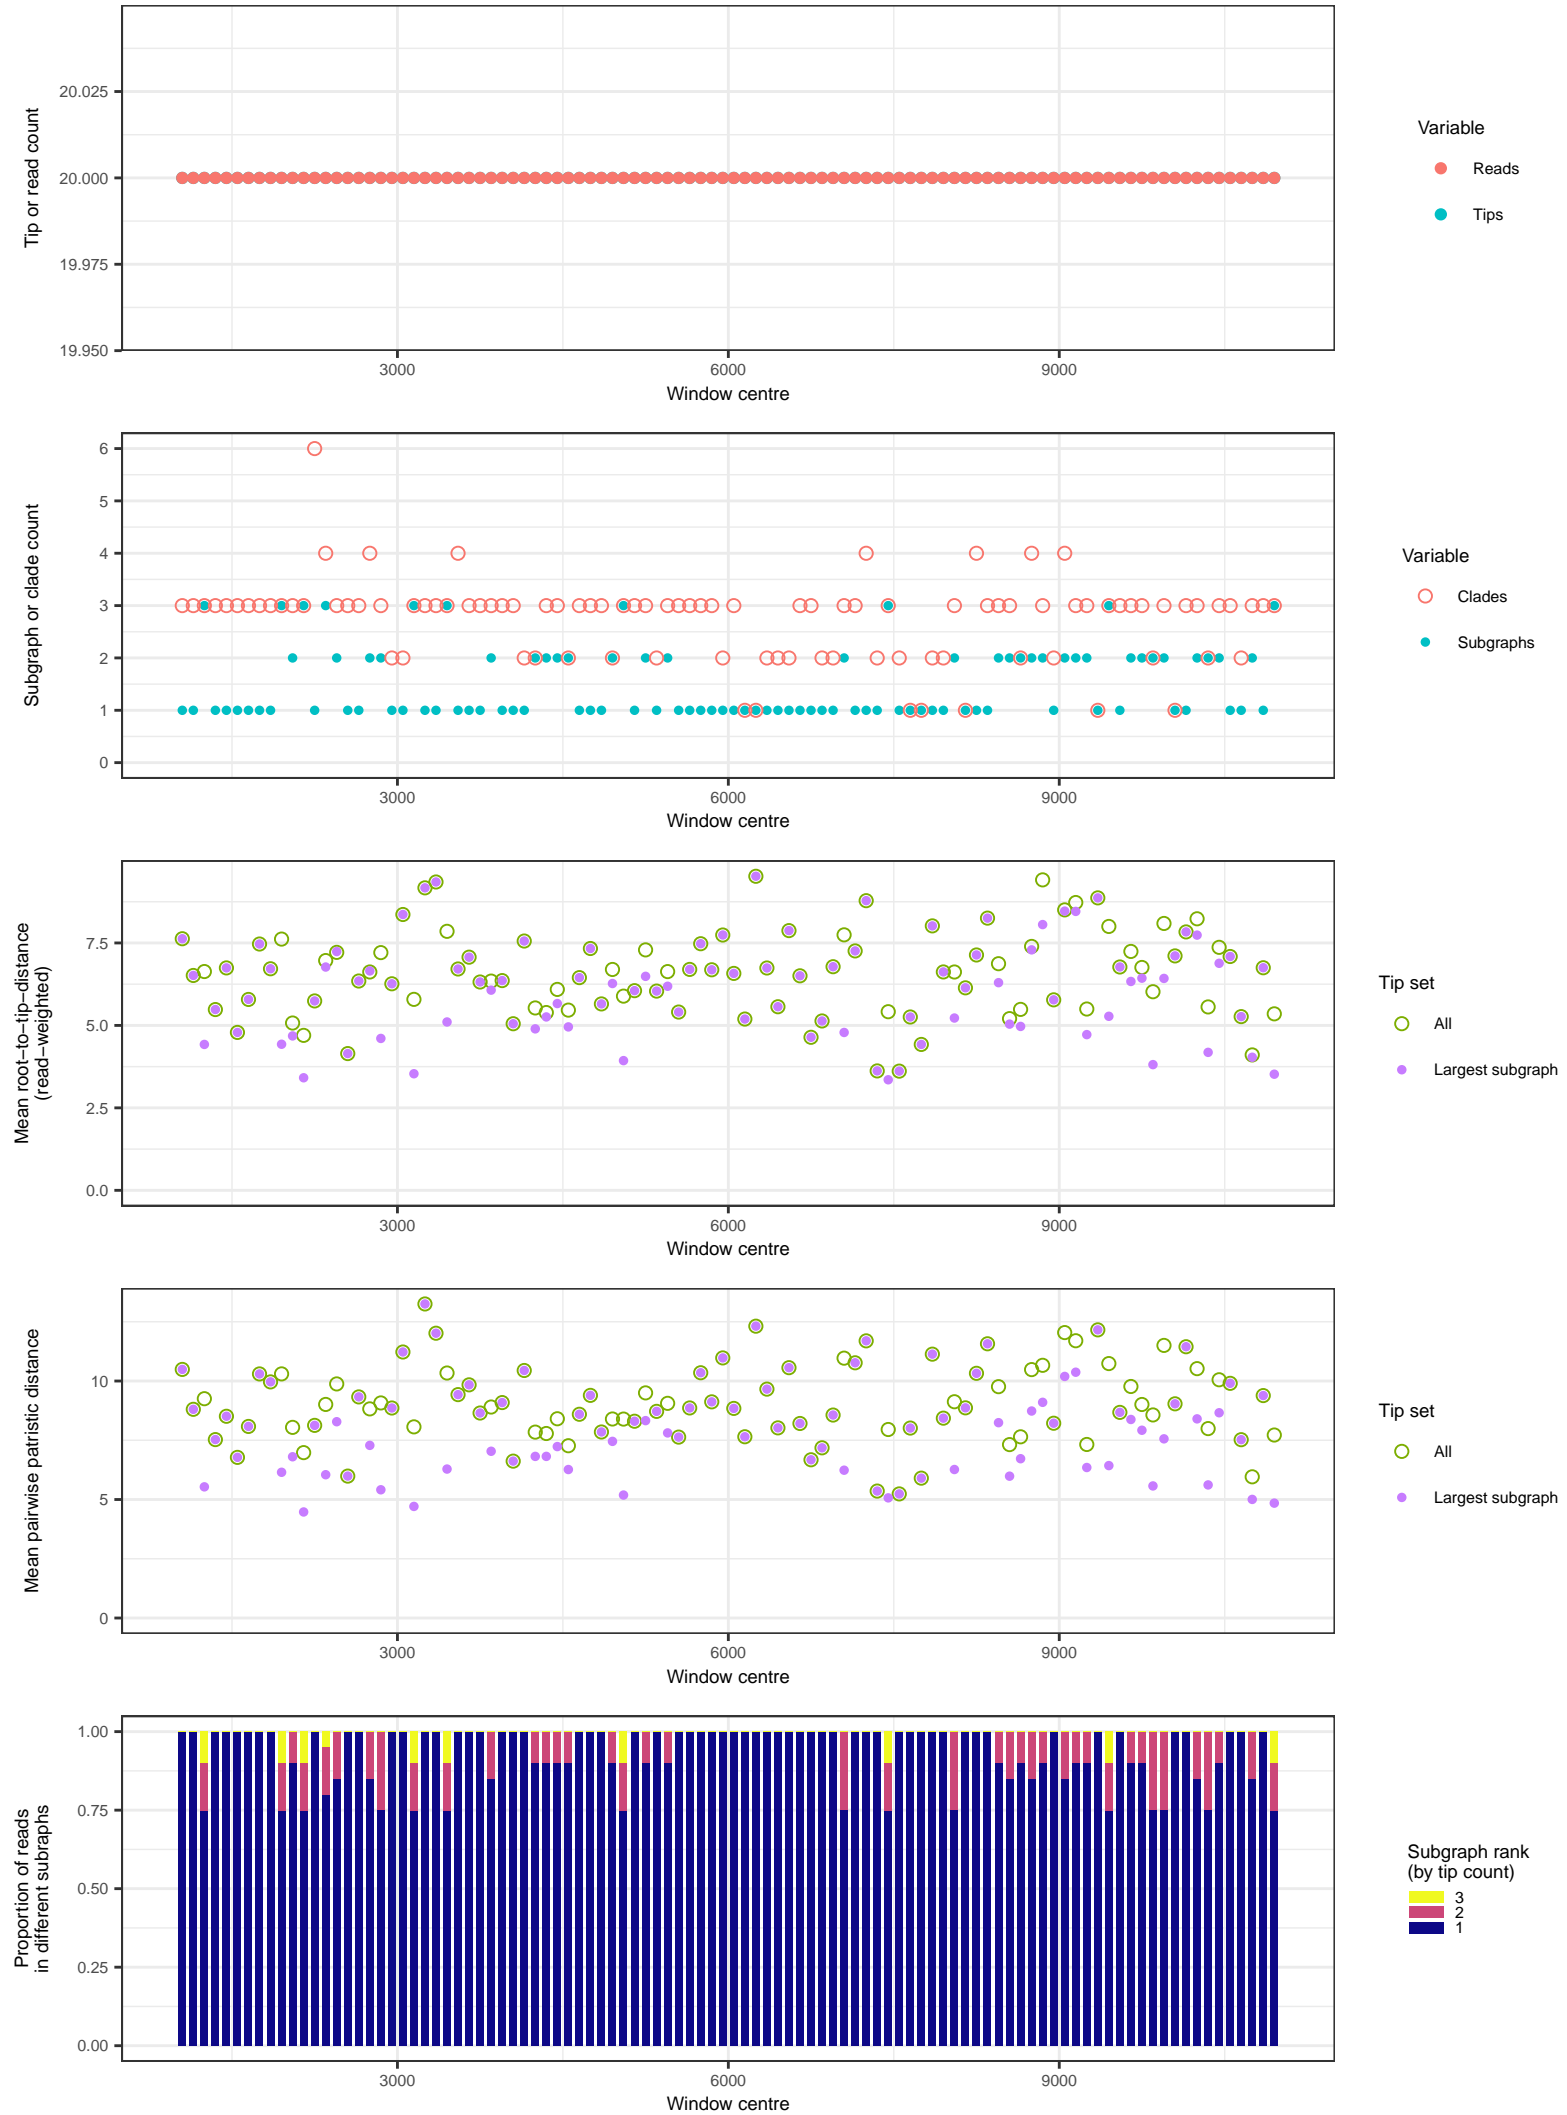 Tip or read count
20.025
20.000
19.975
19.950
3000
6000
9000
Window centre
Variable
Reads
Tips
Subgraph or clade count
6
5
4
3
2
1
0
3000
6000
9000
Window centre
Variable
Clades
Subgraphs
Mean root−to−tip−distance
(read−weighted)
7.5
5.0
2.5
0.0
3000
6000
9000
Window centre
Tip set
All
Largest subgraph
Mean pairwise patristic distance
10
5
0
3000
6000
9000
Window centre
Tip set
All
Largest subgraph
Proportion of reads
in different subraphs
1.00
0.75
0.50
0.25
0.00
3000
6000
9000
Window centre
Subgraph rank
(by tip count)
3
2
1